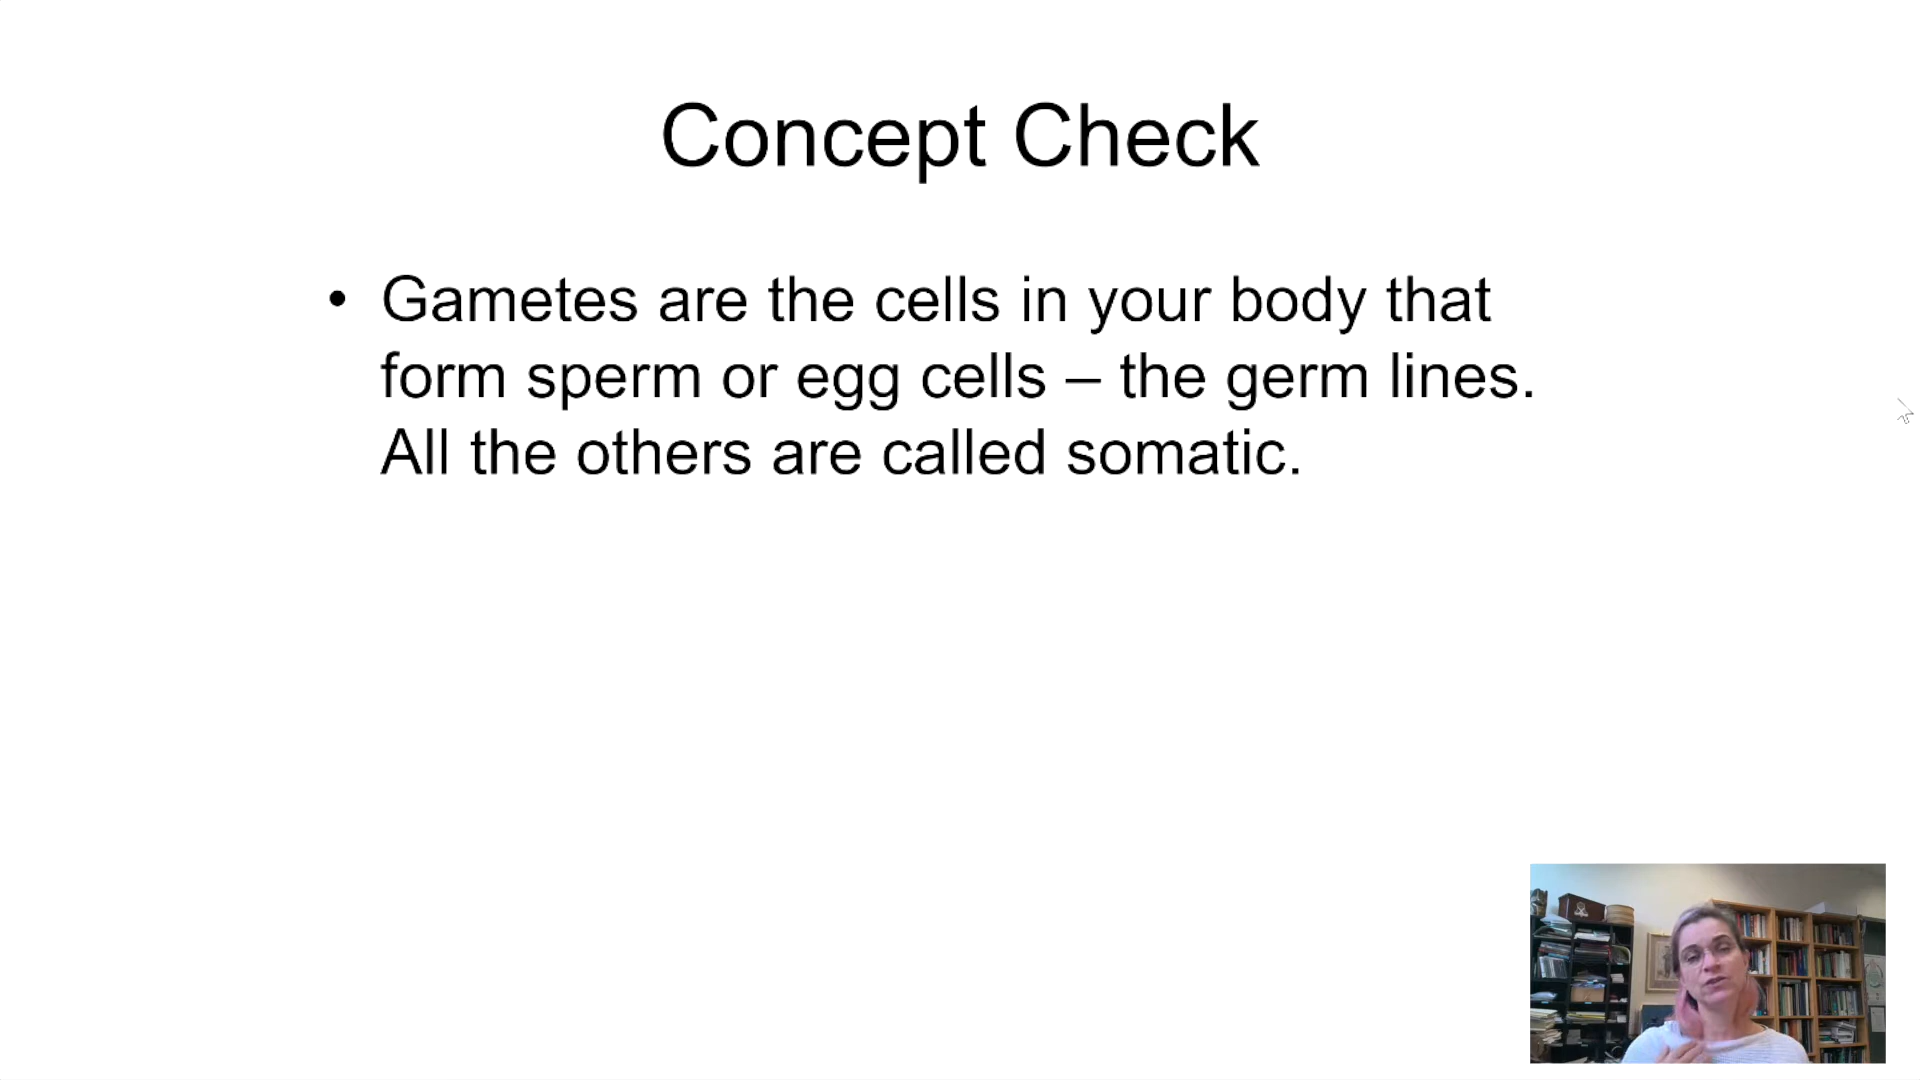 Concept Check
• Gametes are the cells in your body that
form sperm or egg cells – the germ lines.
All the others are called somatic.